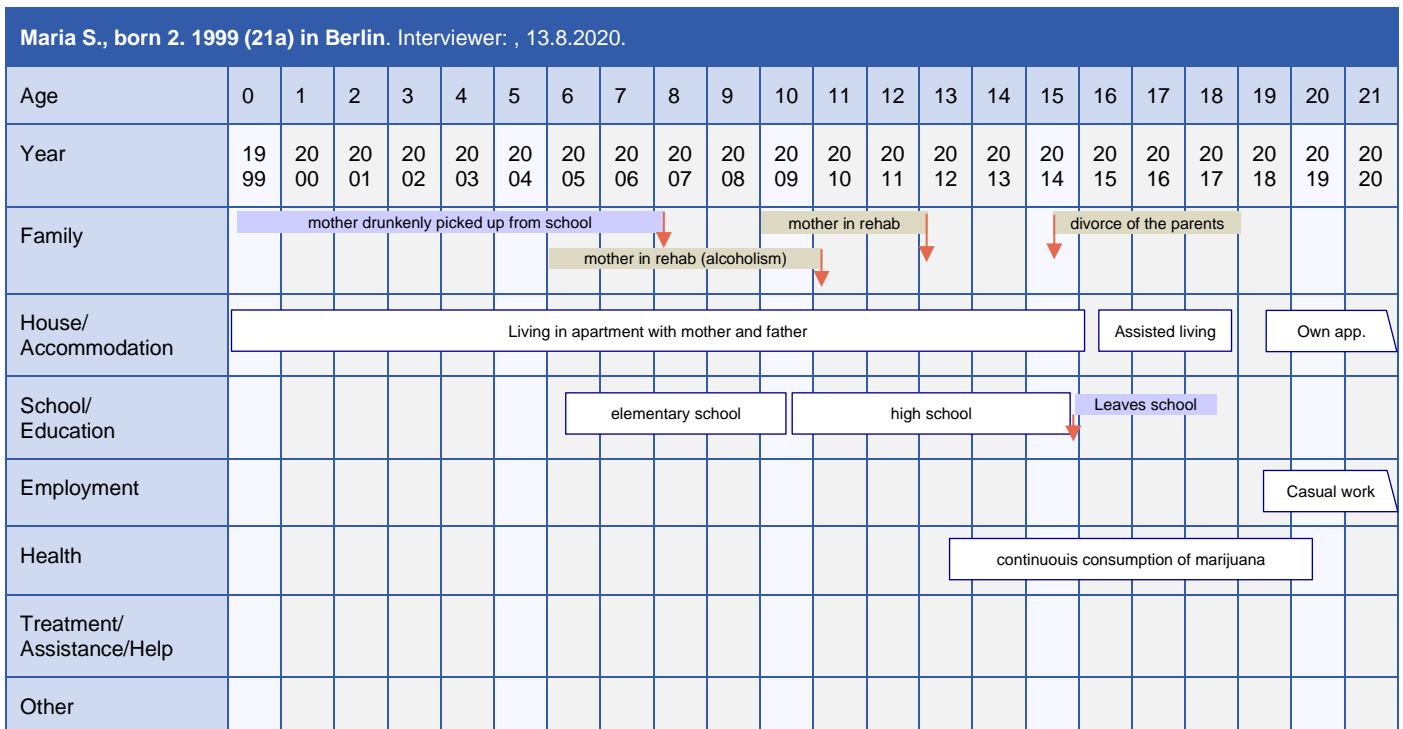 Maria S., born 2. 1999 (21a) in Berlin. Interviewer: , 13.8.2020.
Age 0 1 2 3 4 5 6 7 8 9 10 11 12 13 14 15 16 17 18 19 20 21
Year 19 20 20 20 20 20 20 20 20 20 20 20 20 20 20 20 20 20 20 20 20 20
99 00 01 02 03 04 05 06 07 08 09 10 11 12 13 14 15 16 17 18 19 20
Family
mother drunkenly picked up from school
mother in rehab
divorce of the parents
mother in rehab (alcoholism)
House/
Accommodation
Living in apartment with mother and father
Assisted living
Own app.
School/
Education
elementary school
high school
Leaves school
Employment
Casual work
Health
continuouis consumption of marijuana
Treatment/
Assistance/Help
Other